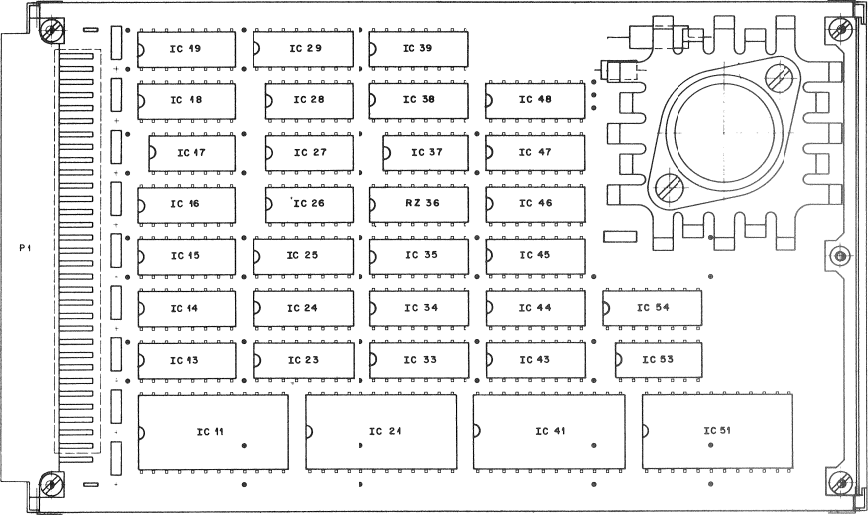 IC 19 IC 29 IC 39
IC 18 IC 28 IC 38 IC 48
IC 17 IC 27 IC 37 IC 47
IC 16 IC 26 RZ 36 IC 46
P1
IC 15 IC 25 IC 35 IC 45
IC 14 IC 24 IC 34 IC 44 IC 54
IC 13 IC 23 IC 33 IC 43 IC 53
IC 11 IC 21 IC 41 IC 51